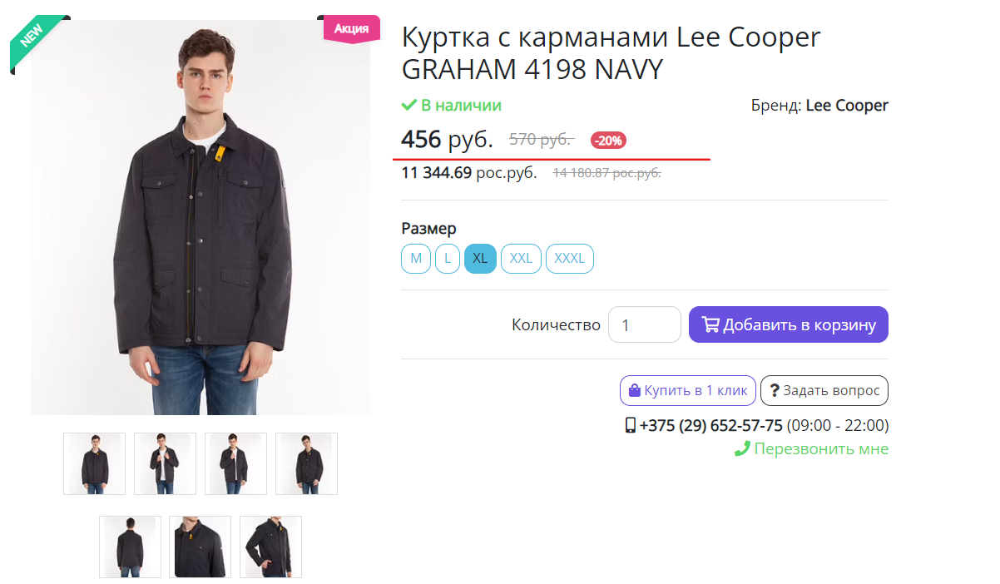 NEW
Акция
Куртка с карманами Lee Cooper
GRAHAM 4198 NAVY
В наличии
Бренд: Lee Cooper
456 руб. 570 руб. -20%
11 344.69 рос.руб. 14 180.87 рос.руб.
Размер
M L XL XXL XXXL
Количество 1 Добавить в корзину
Купить в 1 клик ? Задать вопрос
+375 (29) 652-57-75 (09:00 - 22:00)
Перезвонить мне